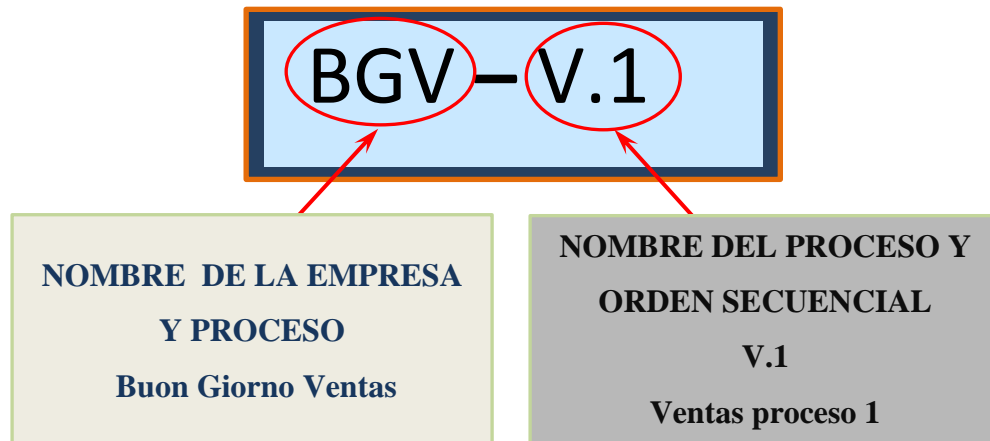 BGV – V.1
NOMBRE DE LA EMPRESA
Y PROCESO
Buon Giorno Ventas
NOMBRE DEL PROCESO Y
ORDEN SECUENCIAL
V.1
Ventas proceso 1